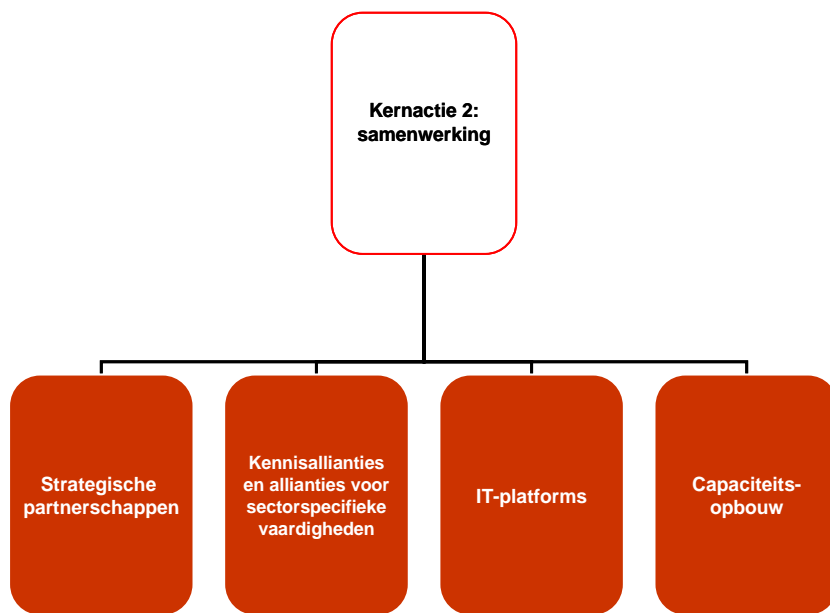 Kernactie 2:
samenwerking
Strategische
partnerschappen
Kennisallianties
en allianties voor
sectorspecifieke
vaardigheden
IT-platforms
Capaciteits-
opbouw